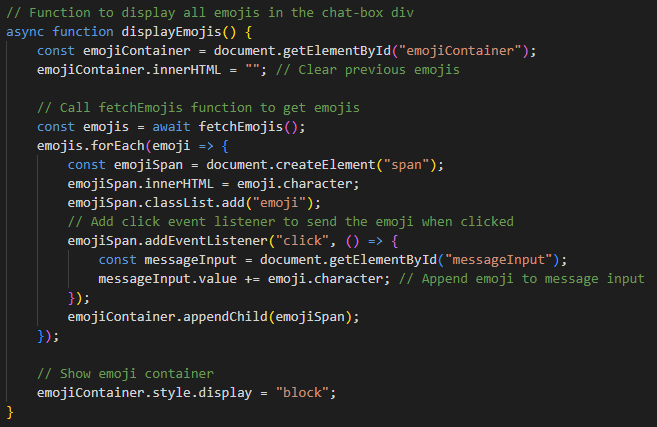 // Function to display all emojis in the chat-box div
async function displayEmojis() {
    const emojiContainer = document.getElementById("emojiContainer");
    emojiContainer.innerHTML = ""; // Clear previous emojis

    // Call fetchEmojis function to get emojis
    const emojis = await fetchEmojis();
    emojis.forEach(emoji => {
        const emojiSpan = document.createElement("span");
        emojiSpan.innerHTML = emoji.character;
        emojiSpan.classList.add("emoji");
        // Add click event listener to send the emoji when clicked
        emojiSpan.addEventListener("click", () => {
            const messageInput = document.getElementById("messageInput");
            messageInput.value += emoji.character; // Append emoji to message input
        });
        emojiContainer.appendChild(emojiSpan);
    });

    // Show emoji container
    emojiContainer.style.display = "block";
}